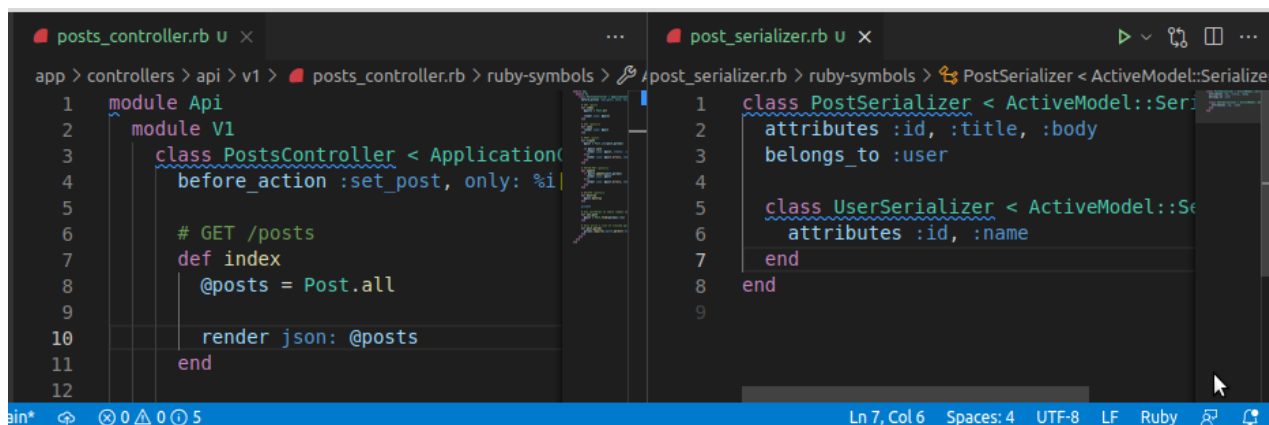 posts_controller.rb U
app > controllers > api > v1 > posts_controller.rb > ruby-symbols >
1 module Api
2 module V1
3 class PostsController <
4 before_action :set_post, only: %i[
5
6 # GET /posts
7 def index
8 @posts = Post.all
9
10 render json: @posts
11 end
12
post_serializer.rb U
post_serializer.rb > ruby-symbols > PostSerializer < ActiveModel::Serialize
1 class PostSerializer < ActiveModel::Seri
2 attributes :id, :title, :body
3 belongs_to :user
4
5 class UserSerializer < ActiveModel::Se
6 attributes :id, :name
7 end
8 end
9
ain* 0 0 5 Ln 7, Col 6 Spaces: 4 UTF-8 LF Ruby